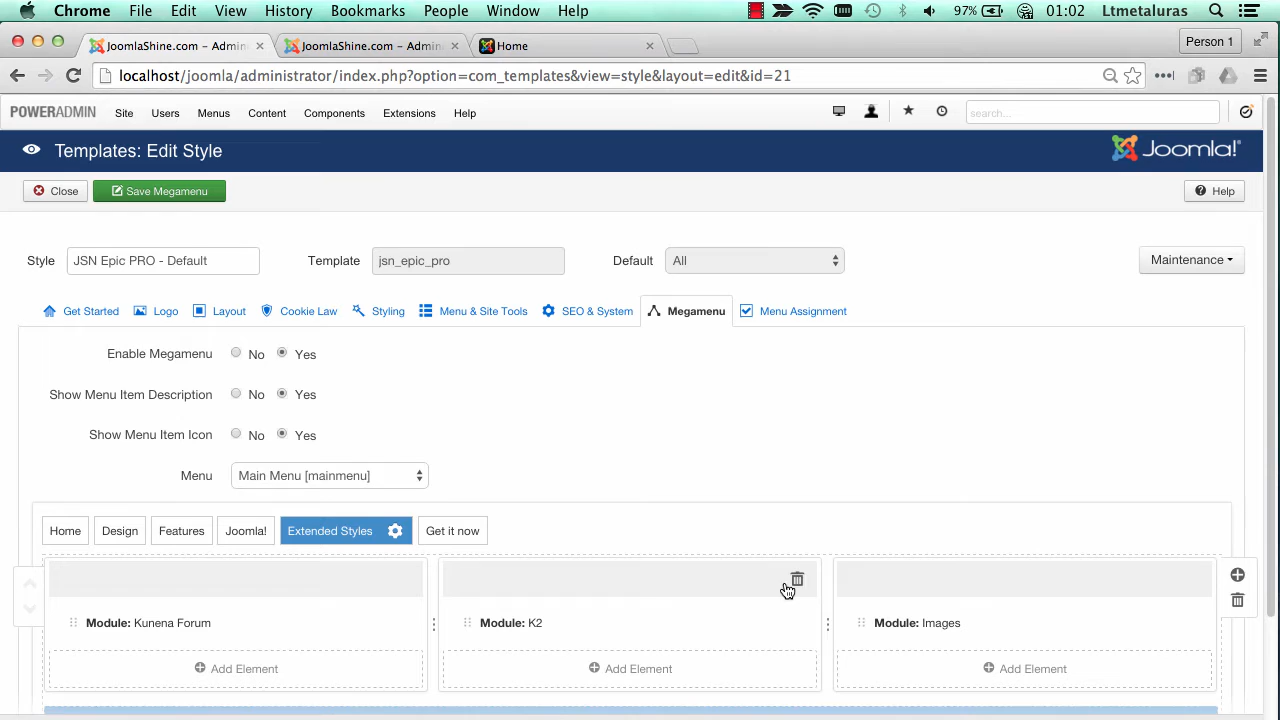 Chrome File Edit View History Bookmarks People Window Help 97% 01:02 Ltmetaluras
JoomlaShine.com – Admin × JoomlaShine.com – Admin × Home × Person 1
localhost/joomla/administrator/index.php?option=com_templates&view=style&layout=edit&id=21
POWERADMIN Site Users Menus Content Components Extensions Help search...
Templates: Edit Style Joomla!
Close Save Megamenu Help
Style JSN Epic PRO - Default Template jsn_epic_pro Default All Maintenance
Get Started Logo Layout Cookie Law Styling Menu & Site Tools SEO & System Megamenu Menu Assignment
Enable Megamenu No Yes
Show Menu Item Description No Yes
Show Menu Item Icon No Yes
Menu Main Menu [mainmenu]
Home Design Features Joomla! Extended Styles Get it now
Module: Kunena Forum Module: K2 Module: Images
Add Element Add Element Add Element